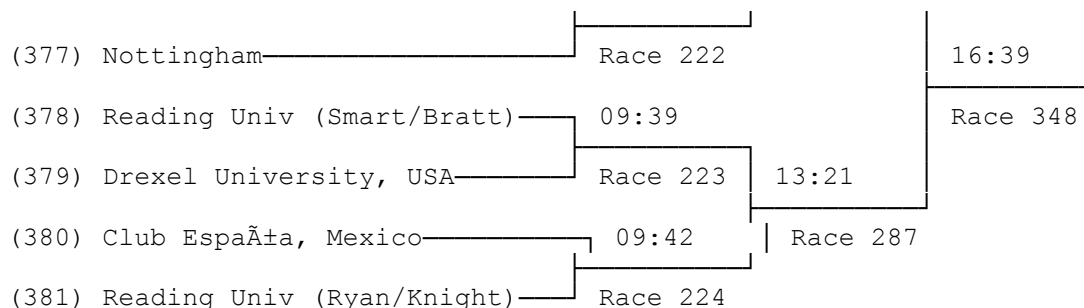 (377) Nottingham Race 222 16:39
(378) Reading Univ (Smart/Bratt) 09:39 Race 348
(379) Drexel University, USA Race 223 13:21
(380) Club EspaÃ±a, Mexico 09:42 Race 287
(381) Reading Univ (Ryan/Knight) Race 224